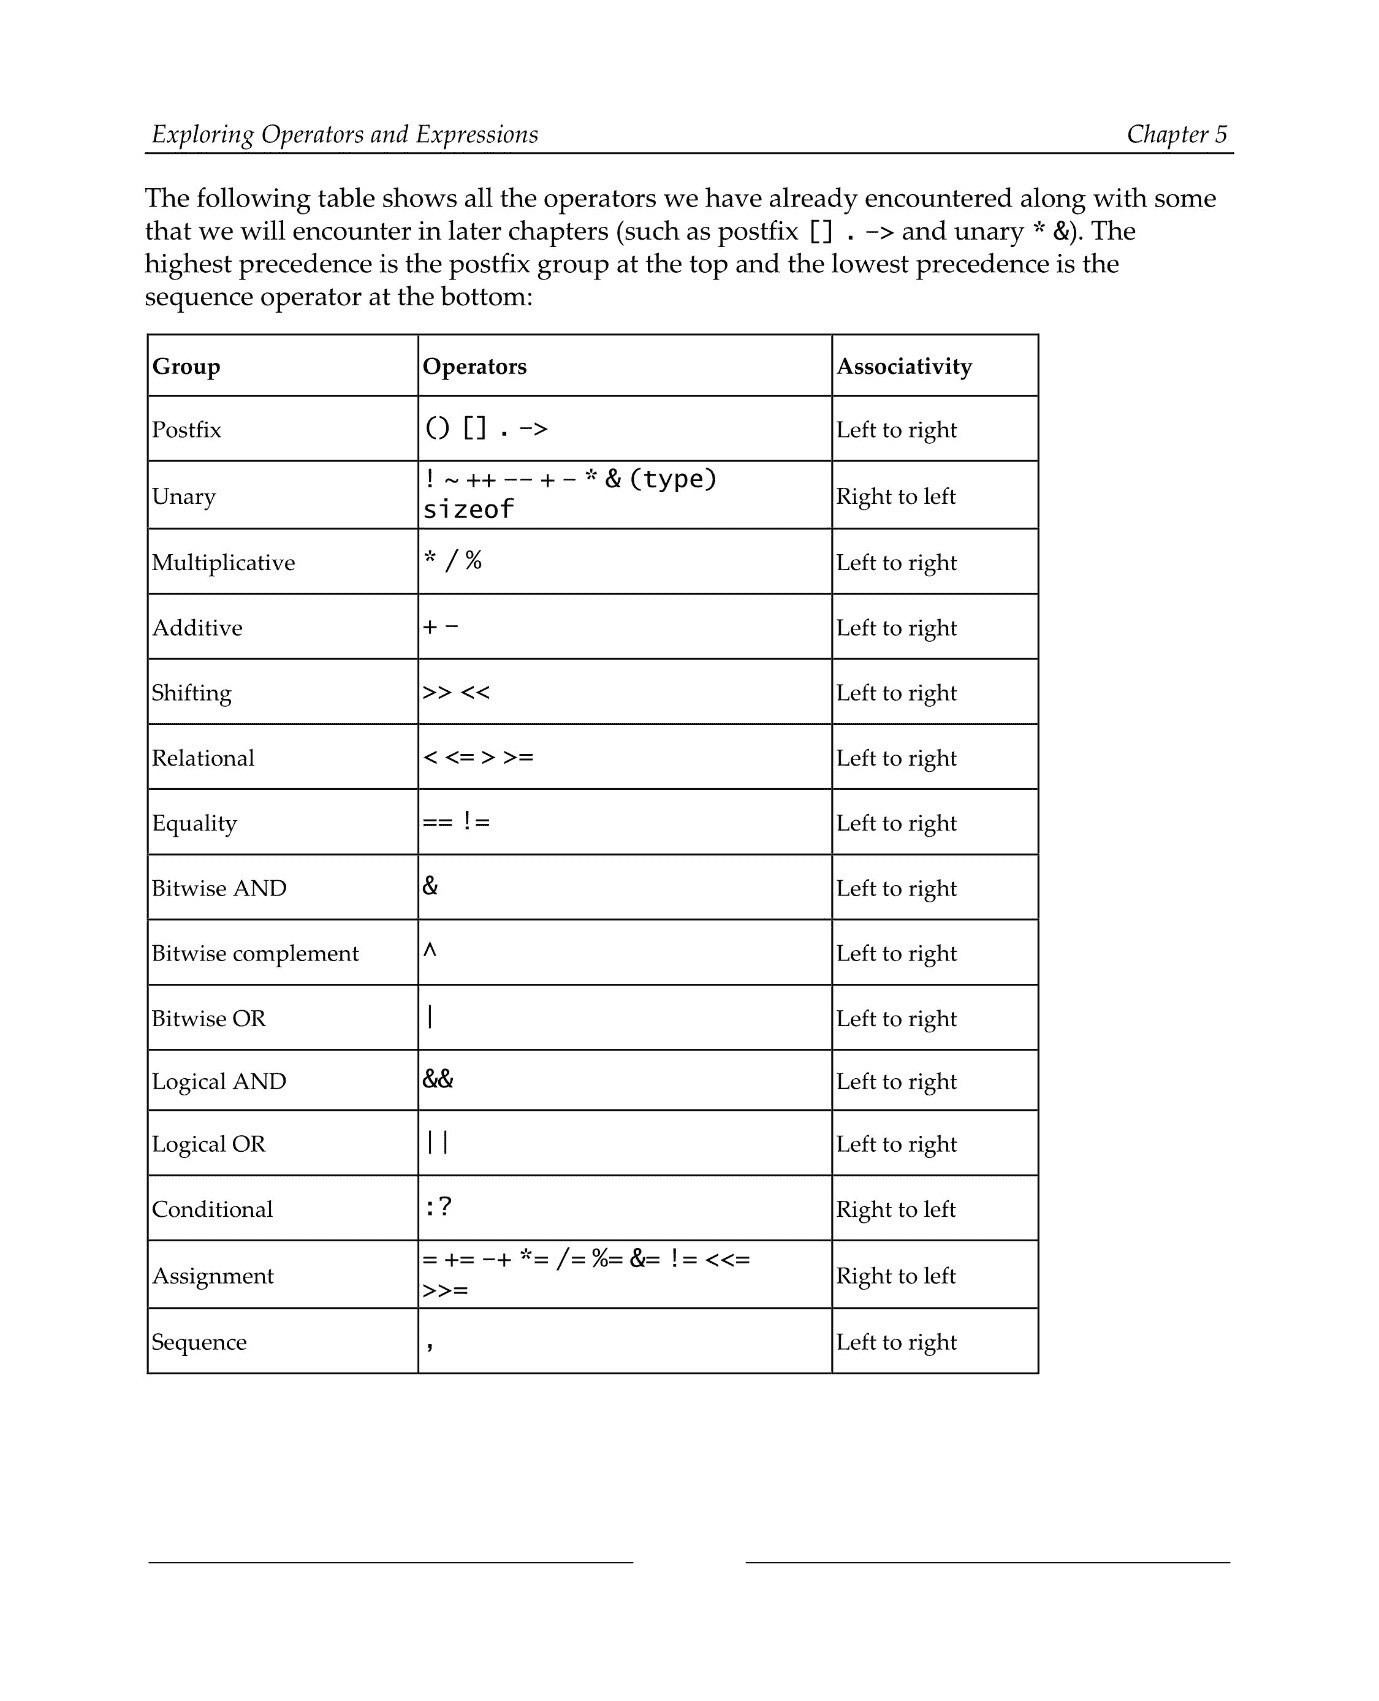 Exploring Operators and Expressions Chapter 5
The following table shows all the operators we have already encountered along with some
that we will encounter in later chapters (such as postfix [] . -> and unary * &). The
highest precedence is the postfix group at the top and the lowest precedence is the
sequence operator at the bottom:
Group Operators Associativity
Postfix () [] . -> Left to right
Unary ! ~ ++ -- + - * & (type) sizeof Right to left
Multiplicative * / % Left to right
Additive + - Left to right
Shifting >> << Left to right
Relational < <= > >= Left to right
Equality == != Left to right
Bitwise AND & Left to right
Bitwise complement ^ Left to right
Bitwise OR | Left to right
Logical AND && Left to right
Logical OR || Left to right
Conditional :? Right to left
Assignment = += -+ *= /= %= &= != <<= >>= Right to left
Sequence , Left to right